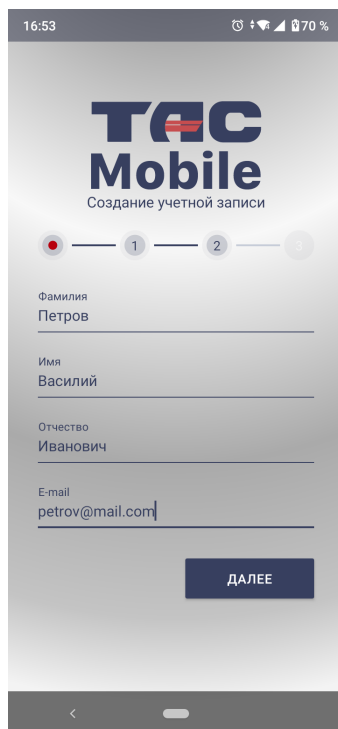 16:53 70 %
ТАС
Mobile
Создание учетной записи
1 2 3
Фамилия
Петров
Имя
Василий
Отчество
Иванович
E-mail
petrov@mail.com
ДАЛЕЕ